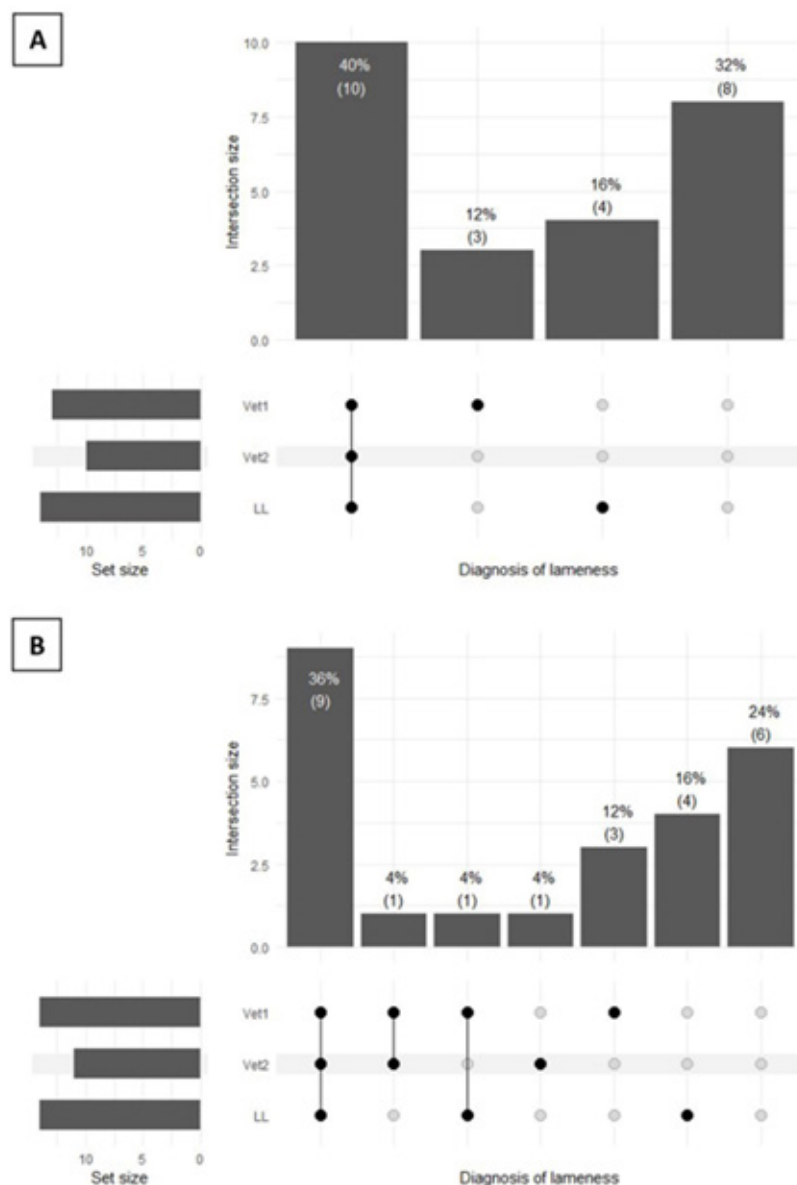 A
10.0
40%
(10)
32%
(8)
7.5
Intersection size
5.0
16%
(4)
12%
(3)
2.5
0.0
Vet1
Vet2
LL
10 5 0
Set size
Diagnosis of lameness
B
36%
(9)
7.5
24%
(6)
Intersection size
5.0
16%
(4)
12%
(3)
2.5
4% 4% 4%
(1) (1) (1)
0.0
Vet1
Vet2
LL
10 5 0
Set size
Diagnosis of lameness